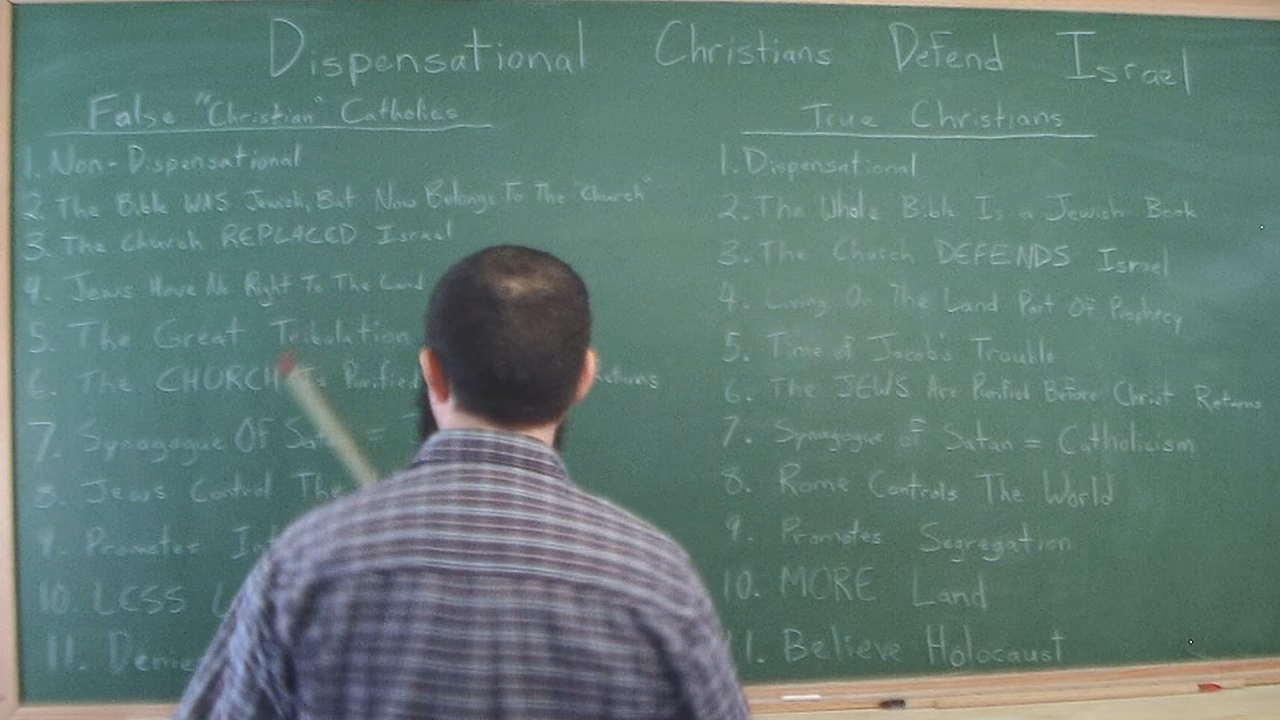 Dispensational Christians Defend Israel
False "Christian" Catholics
1. Non-Dispensational
2. The Bible WAS Jewish, But Now Belongs To The "Church"
3. The Church REPLACED Israel
4. Jews Have No Right To The Land
5. The Great Tribulation
6. The CHURCH Is Purified Returns
7. Synagogue Of =
8. Jews Control The
9. Promotes
10. LESS
11.
True Christians
1. Dispensational
2. The Whole Bible Is a Jewish Book
3. The Church DEFENDS Israel
4. Living On The Land Part Of Prophecy
5. Time of Jacob's Trouble
6. The JEWS Are Purified Before Christ Returns
7. Synagogue of Satan = Catholicism
8. Rome Controls The World
9. Promotes Segregation
10. MORE Land
11. Believe Holocaust